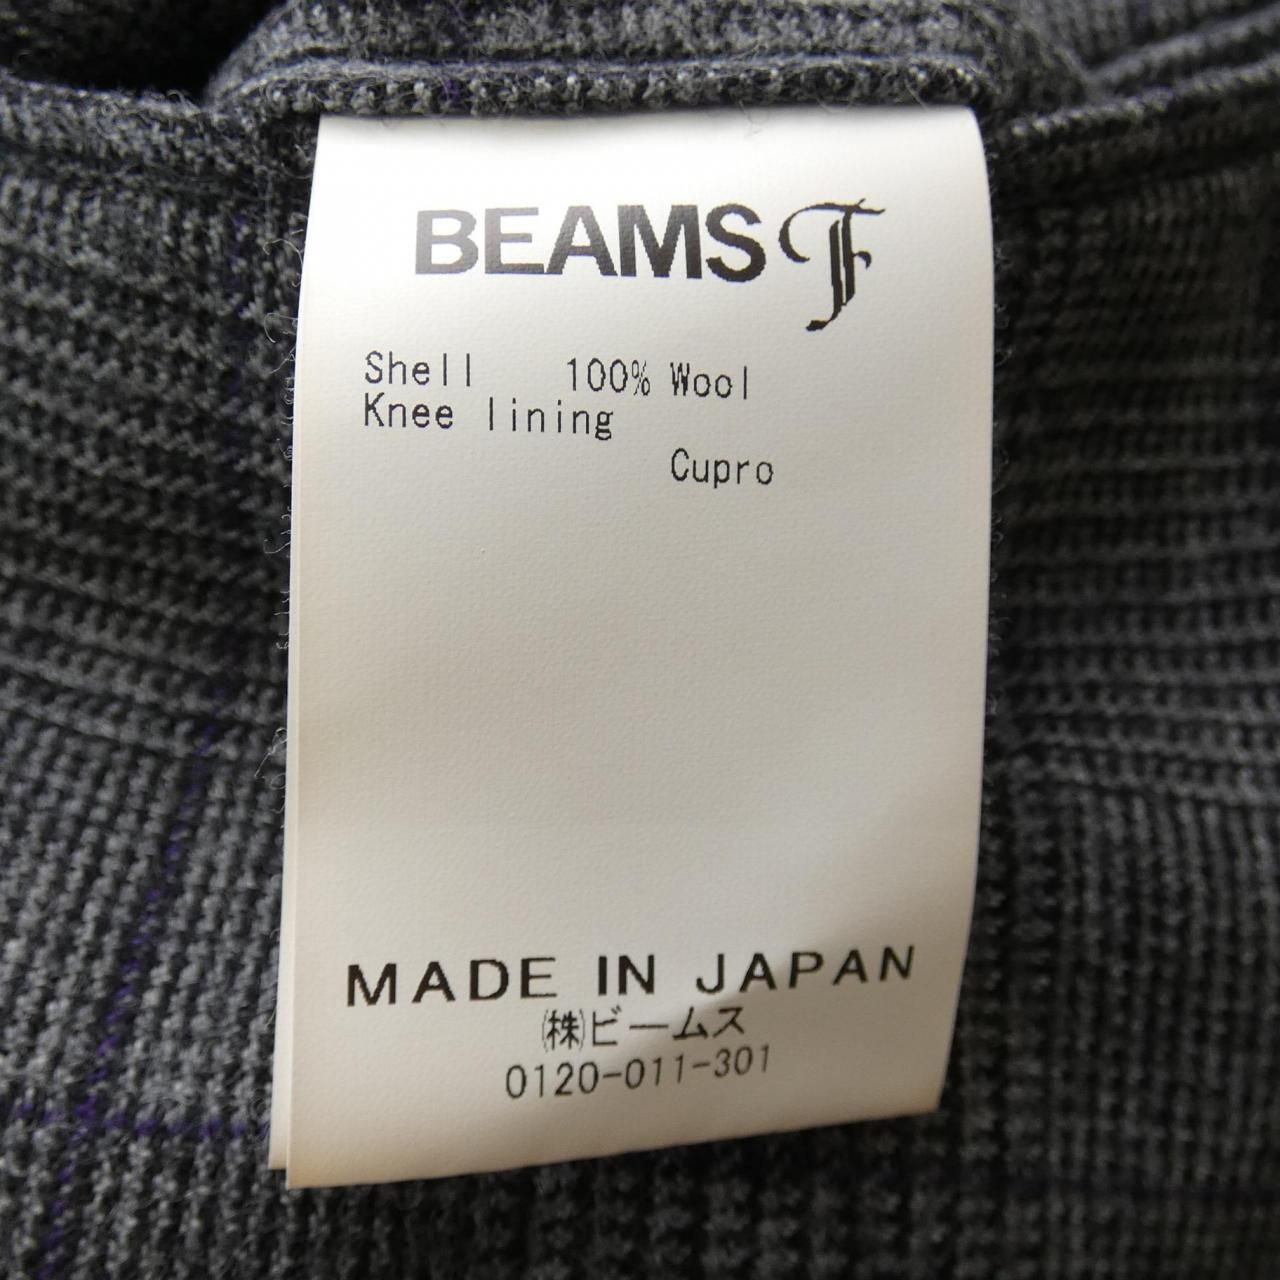 BEAMS F
Shell 100% Wool
Knee lining
Cupro
MADE IN JAPAN
㈱ビームス
0120-011-301